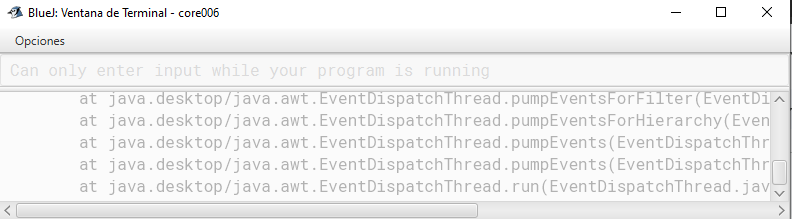 BlueJ: Ventana de Terminal - core006
Opciones
Can only enter input while your program is running
at java.desktop/java.awt.EventDispatchThread.pumpEventsForFilter(EventDi
at java.desktop/java.awt.EventDispatchThread.pumpEventsForHierarchy(Even
at java.desktop/java.awt.EventDispatchThread.pumpEvents(EventDispatchThr
at java.desktop/java.awt.EventDispatchThread.pumpEvents(EventDispatchThr
at java.desktop/java.awt.EventDispatchThread.run(EventDispatchThread.jav